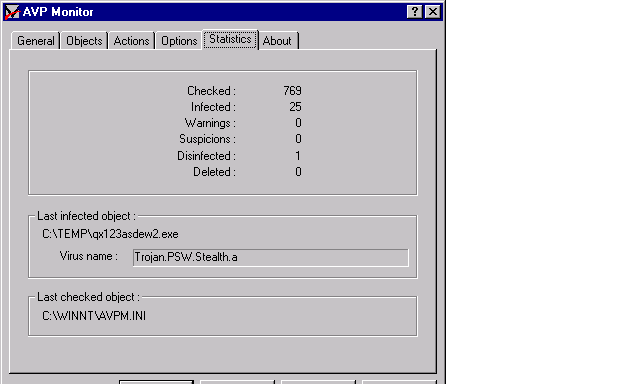 AVP Monitor
General Objects Actions Options Statistics About
Checked : 769
Infected : 25
Warnings : 0
Suspicions : 0
Disinfected : 1
Deleted : 0
Last infected object :
C:\TEMP\qx123asdew2.exe
Virus name : Trojan.PSW.Stealth.a
Last checked object :
C:\WINNT\AVPM.INI